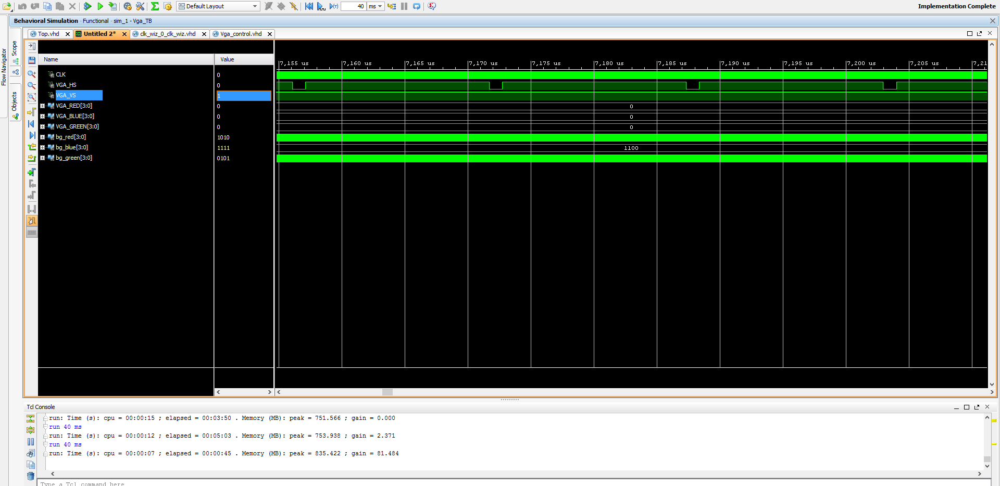 Default Layout
40 ms
Implementation Complete
Behavioral Simulation - Functional - sim_1 - Vga_TB
Top.vhd
Untitled 2*
clk_wiz_0_clk_wiz.vhd
Vga_control.vhd
Flow Navigator
Scope
Objects
Name Value
7,155 us 7,160 us 7,165 us 7,170 us 7,175 us 7,180 us 7,185 us 7,190 us 7,195 us 7,200 us 7,205 us 7,21
CLK 0
VGA_HS 0
VGA_VS 1
VGA_RED[3:0] 0 0
VGA_BLUE[3:0] 0 0
VGA_GREEN[3:0] 0 0
bg_red[3:0] 1010
bg_blue[3:0] 1111 1100
bg_green[3:0] 0101
Tcl Console
run: Time (s): cpu = 00:00:15 ; elapsed = 00:03:50 . Memory (MB): peak = 751.566 ; gain = 0.000
run 40 ms
run: Time (s): cpu = 00:00:12 ; elapsed = 00:05:03 . Memory (MB): peak = 753.938 ; gain = 2.371
run 40 ms
run: Time (s): cpu = 00:00:07 ; elapsed = 00:00:45 . Memory (MB): peak = 835.422 ; gain = 81.484
Type a Tcl command here